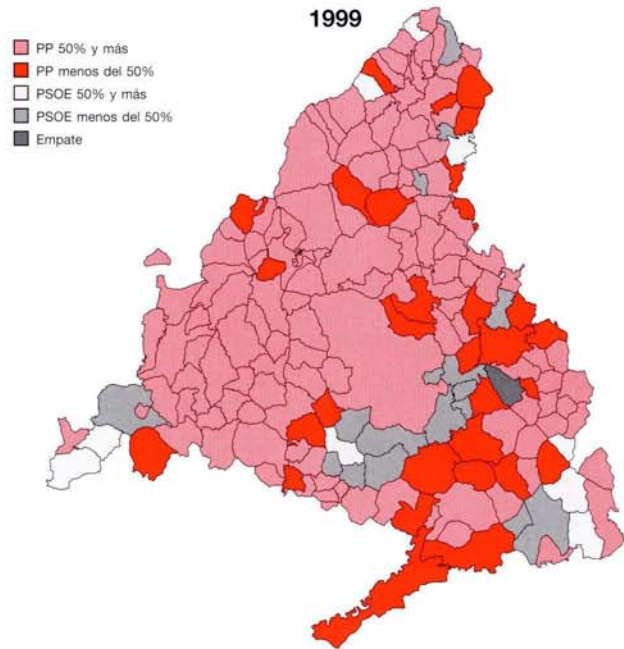 1999
PP 50% y más
PP menos del 50%
PSOE 50% y más
PSOE menos del 50%
Empate